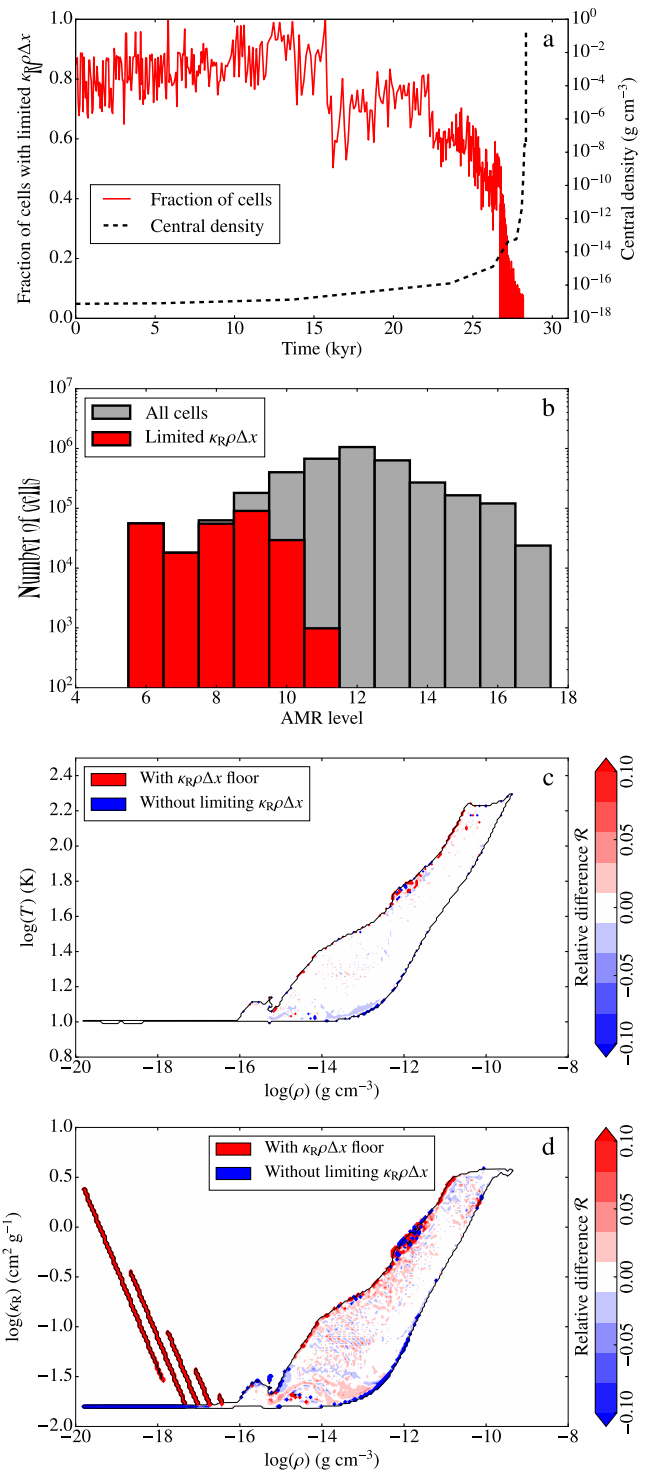 a
Fraction of cells with limited κRρΔx
1.0
0.8
0.6
0.4
0.2
0.0
Fraction of cells
Central density
10^0
10^−2
10^−4
10^−6
10^−8
10^−10
10^−12
10^−14
10^−16
10^−18
Central density (g cm^−3)
0 5 10 15 20 25 30
Time (kyr)
b
Number of cells
10^7
10^6
10^5
10^4
10^3
10^2
All cells
Limited κRρΔx
4 6 8 10 12 14 16 18
AMR level
c
log(T) (K)
2.4
2.2
2.0
1.8
1.6
1.4
1.2
1.0
0.8
With κRρΔx floor
Without limiting κRρΔx
−20 −18 −16 −14 −12 −10 −8
log(ρ) (g cm^−3)
Relative difference ℛ
0.10
0.05
0.00
−0.05
−0.10
d
log(κR) (cm^2 g^−1)
1.0
0.5
0.0
−0.5
−1.0
−1.5
−2.0
With κRρΔx floor
Without limiting κRρΔx
−20 −18 −16 −14 −12 −10 −8
log(ρ) (g cm^−3)
Relative difference ℛ
0.10
0.05
0.00
−0.05
−0.10